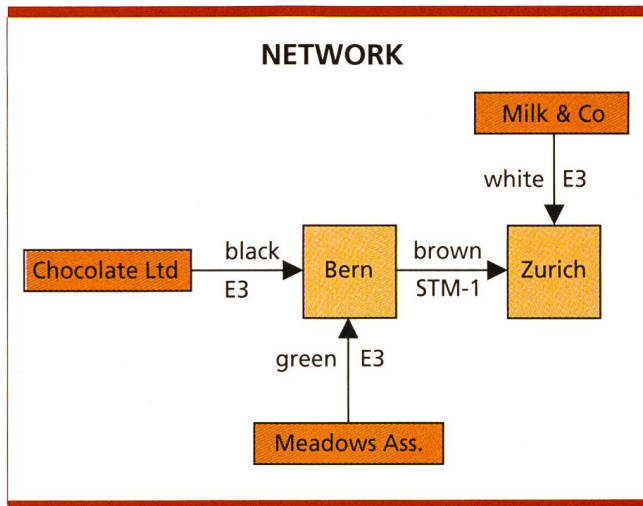 NETWORK
Milk & Co
white E3
Chocolate Ltd
black
E3
Bern
brown
STM-1
Zurich
green E3
Meadows Ass.